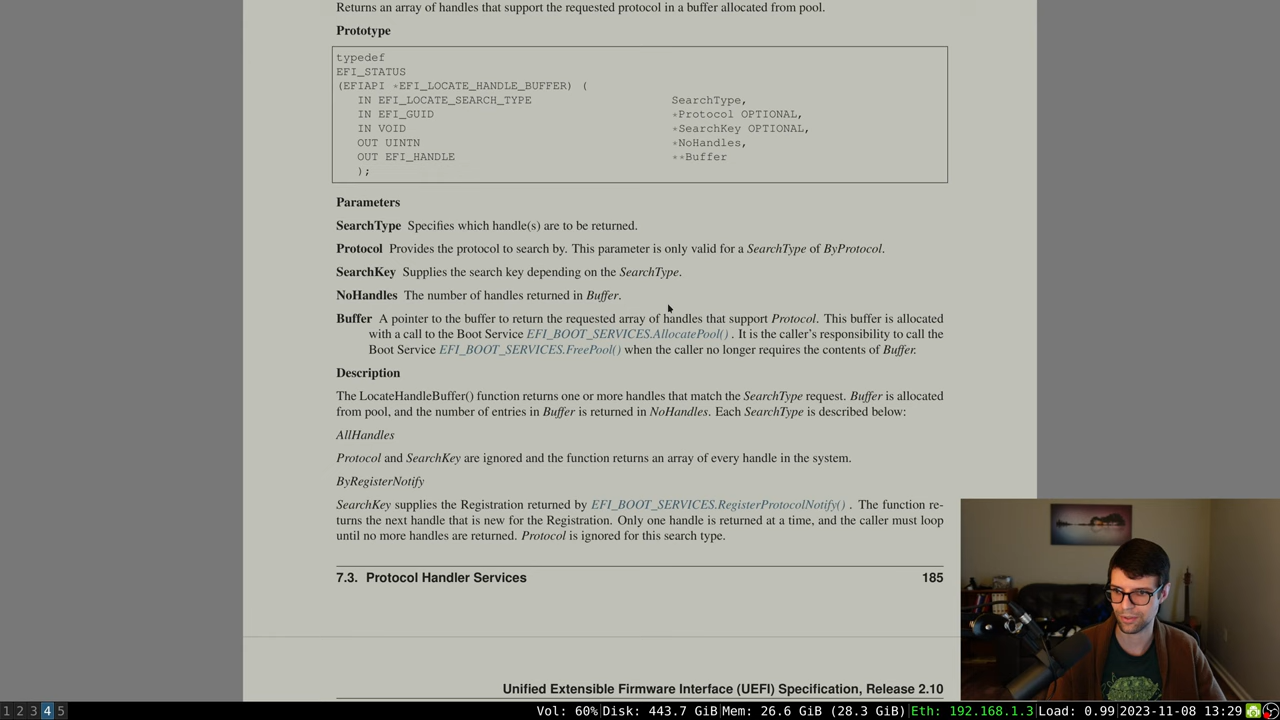 Returns an array of handles that support the requested protocol in a buffer allocated from pool.
Prototype
typedef
EFI_STATUS
(EFIAPI *EFI_LOCATE_HANDLE_BUFFER) (
IN EFI_LOCATE_SEARCH_TYPE SearchType,
IN EFI_GUID *Protocol OPTIONAL,
IN VOID *SearchKey OPTIONAL,
OUT UINTN *NoHandles,
OUT EFI_HANDLE **Buffer
);
Parameters
SearchType Specifies which handle(s) are to be returned.
Protocol Provides the protocol to search by. This parameter is only valid for a SearchType of ByProtocol.
SearchKey Supplies the search key depending on the SearchType.
NoHandles The number of handles returned in Buffer.
Buffer A pointer to the buffer to return the requested array of handles that support Protocol. This buffer is allocated
with a call to the Boot Service EFI_BOOT_SERVICES.AllocatePool() . It is the caller's responsibility to call the
Boot Service EFI_BOOT_SERVICES.FreePool() when the caller no longer requires the contents of Buffer.
Description
The LocateHandleBuffer() function returns one or more handles that match the SearchType request. Buffer is allocated
from pool, and the number of entries in Buffer is returned in NoHandles. Each SearchType is described below:
AllHandles
Protocol and SearchKey are ignored and the function returns an array of every handle in the system.
ByRegisterNotify
SearchKey supplies the Registration returned by EFI_BOOT_SERVICES.RegisterProtocolNotify() . The function re-
turns the next handle that is new for the Registration. Only one handle is returned at a time, and the caller must loop
until no more handles are returned. Protocol is ignored for this search type.
7.3. Protocol Handler Services 185
Unified Extensible Firmware Interface (UEFI) Specification, Release 2.10
1 2 3 4 5 Vol: 60% Disk: 443.7 GiB Mem: 26.6 GiB (28.3 GiB) Eth: 192.168.1.3 Load: 0.99 2023-11-08 13:29